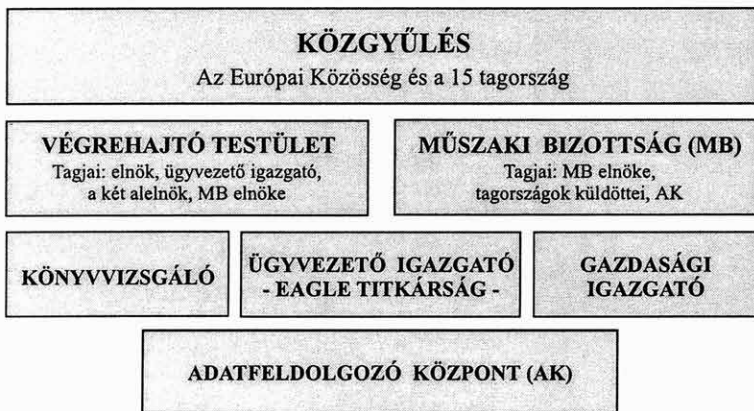 KÖZGYŰLÉS
Az Európai Közösség és a 15 tagország
VÉGREHAJTÓ TESTÜLET
Tagjai: elnök, ügyvezető igazgató,
a két alelnök, MB elnöke
MŰSZAKI BIZOTTSÁG (MB)
Tagjai: MB elnöke,
tagországok küldöttei, AK
KÖNYVVIZSGÁLÓ
ÜGYVEZETŐ IGAZGATÓ
- EAGLE TITKÁRSÁG -
GAZDASÁGI
IGAZGATÓ
ADATFELDOLGOZÓ KÖZPONT (AK)